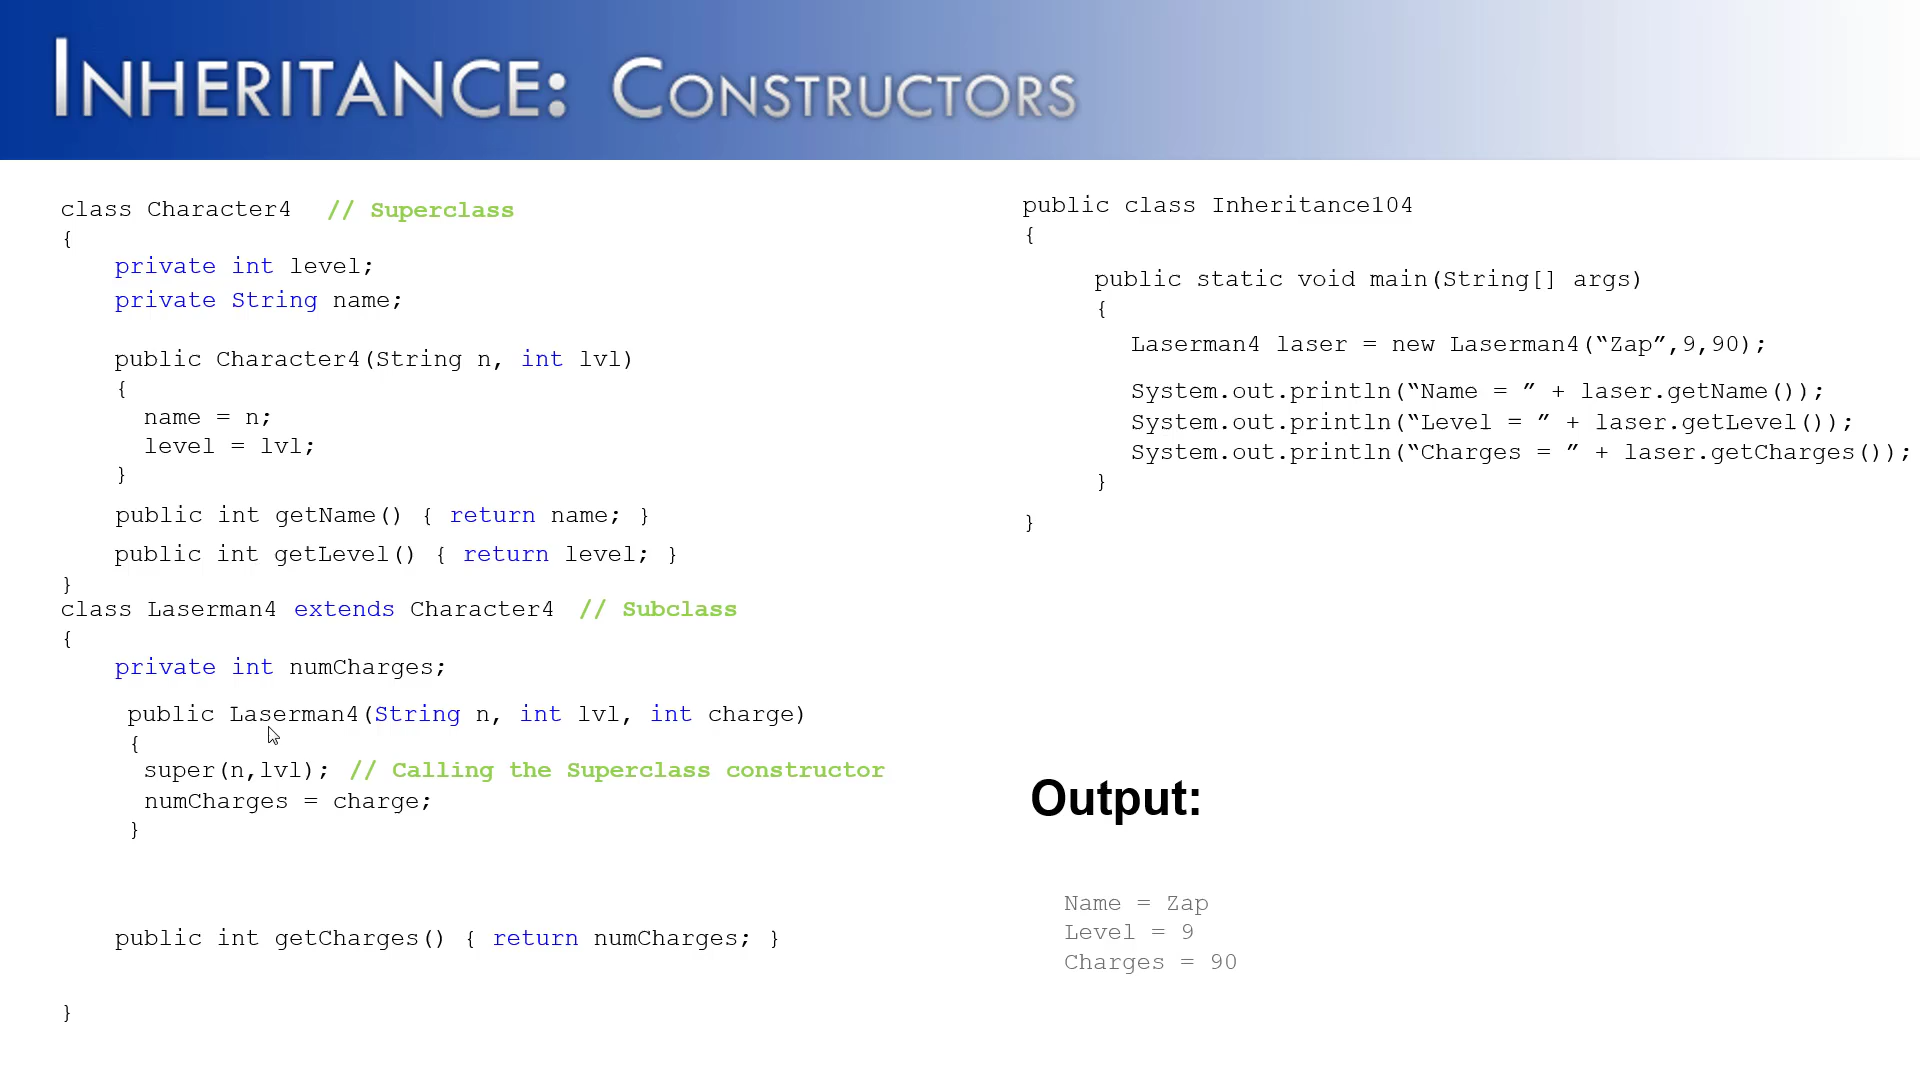 INHERITANCE: CONSTRUCTORS
class Character4 // Superclass
{
private int level;
private String name;
public Character4(String n, int lvl)
{
name = n;
level = lvl;
}
public int getName() { return name; }
public int getLevel() { return level; }
}
class Laserman4 extends Character4 // Subclass
{
private int numCharges;
public Laserman4(String n, int lvl, int charge)
{
super(n,lvl); // Calling the Superclass constructor
numCharges = charge;
}
public int getCharges() { return numCharges; }
}
public class Inheritance104
{
public static void main(String[] args)
{
Laserman4 laser = new Laserman4(“Zap”,9,90);
System.out.println(“Name = ” + laser.getName());
System.out.println(“Level = ” + laser.getLevel());
System.out.println(“Charges = ” + laser.getCharges());
}
}
Output:
Name = Zap
Level = 9
Charges = 90